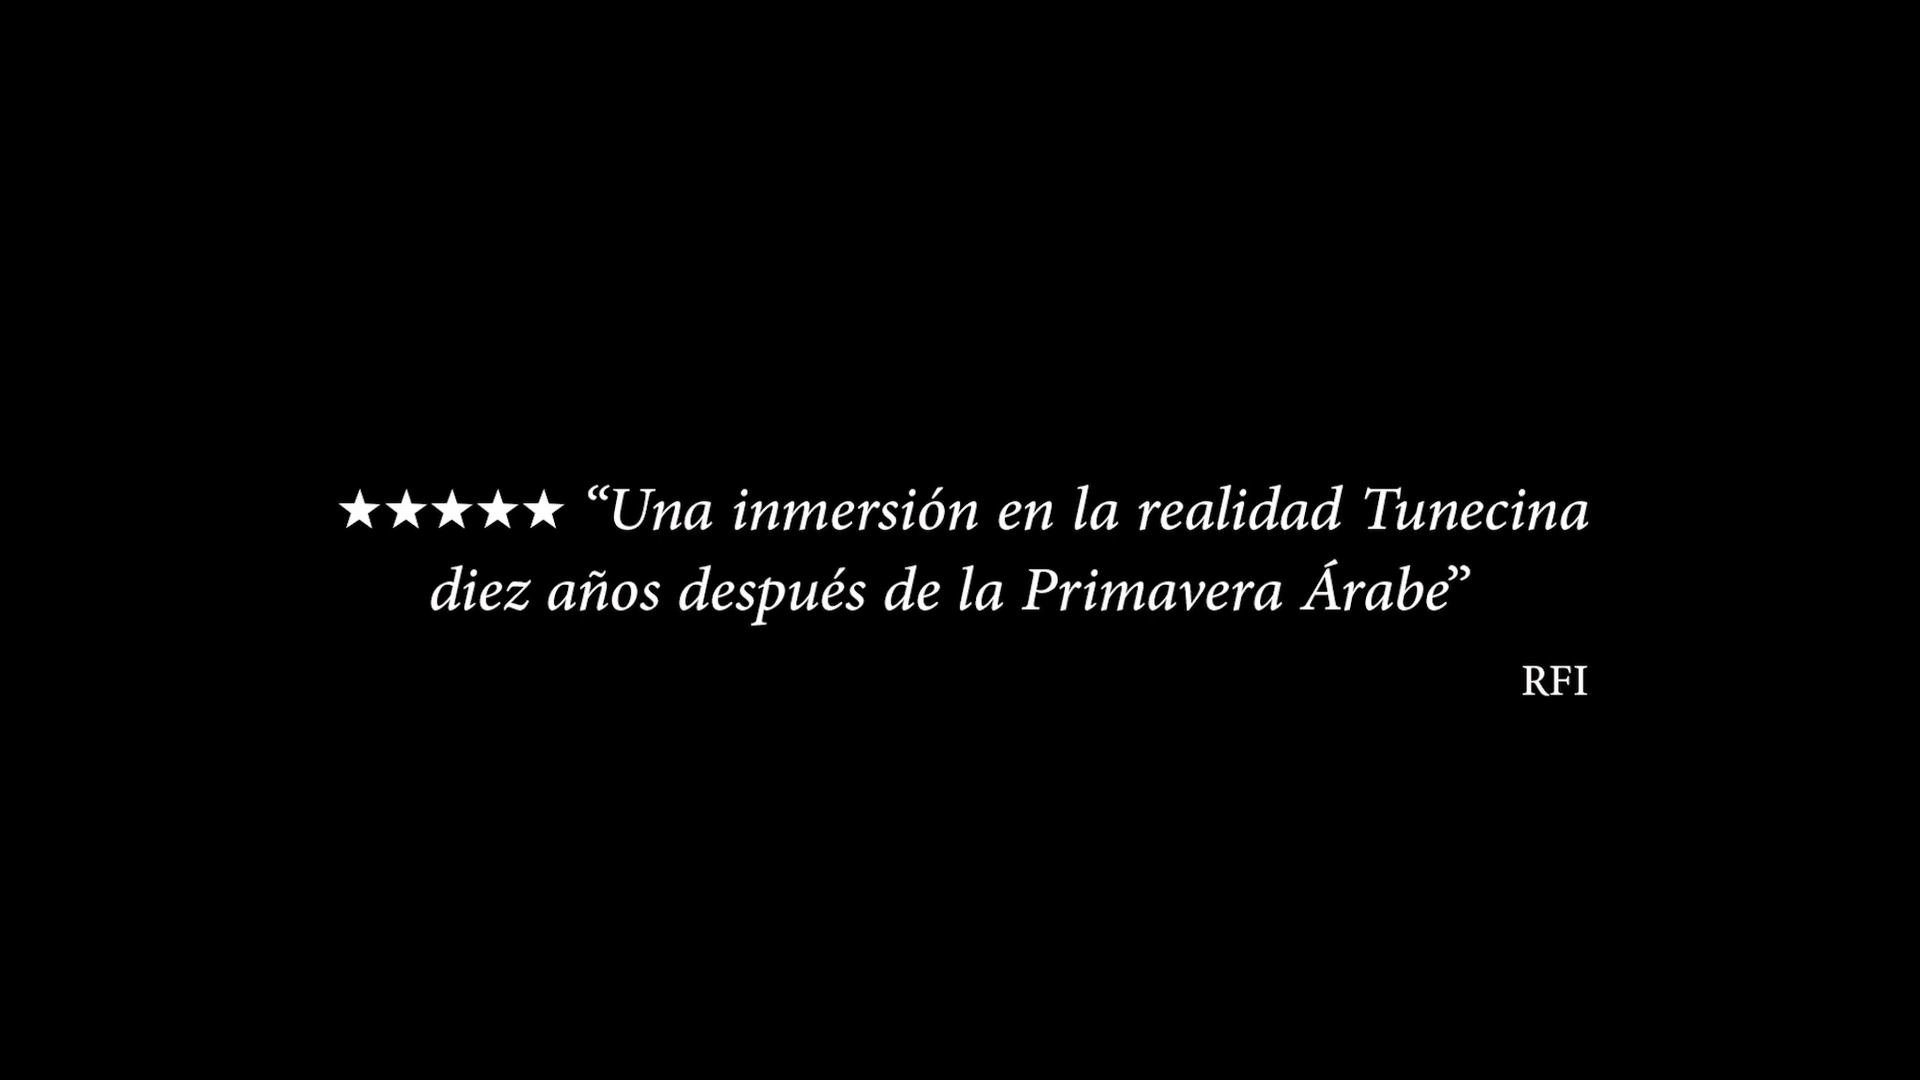 ★★★★★ “Una inmersión en la realidad Tunecina
diez años después de la Primavera Árabe”
RFI